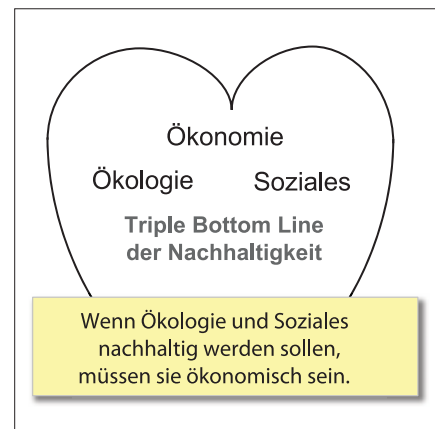 Ökonomie
Ökologie Soziales
Triple Bottom Line
der Nachhaltigkeit
Wenn Ökologie und Soziales
nachhaltig werden sollen,
müssen sie ökonomisch sein.